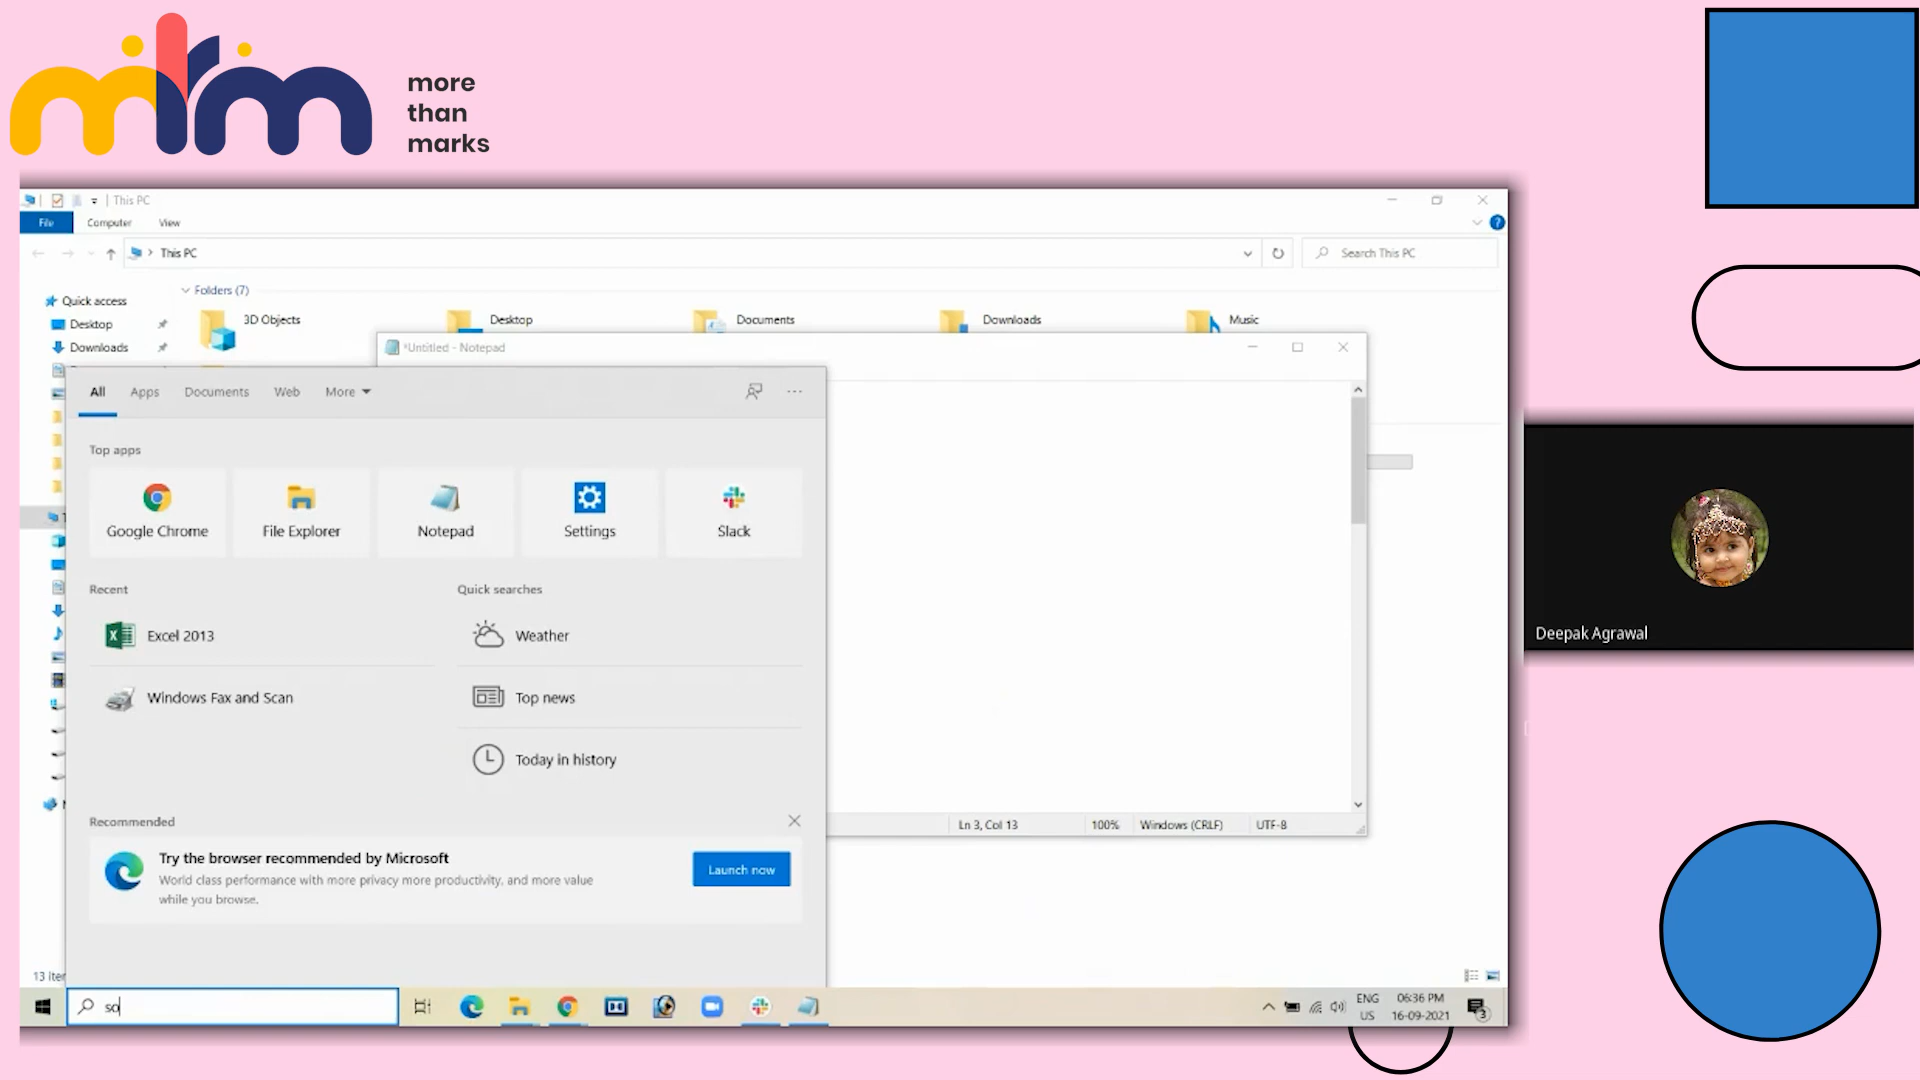 mim
more
than
marks
This PC
File
Computer
View
This PC
Search This PC
Quick access
Desktop
Downloads
Folders (7)
3D Objects
Desktop
Documents
Downloads
Music
*Untitled - Notepad
All
Apps
Documents
Web
More
Top apps
Google Chrome
File Explorer
Notepad
Settings
Slack
Recent
Quick searches
Excel 2013
Weather
Windows Fax and Scan
Top news
Today in history
Recommended
Try the browser recommended by Microsoft
World class performance with more privacy more productivity, and more value
while you browse.
Launch now
Ln 3, Col 13
100%
Windows (CRLF)
UTF-8
Deepak Agrawal
13 iter
so
ENG
US
06:36 PM
16-09-2021
3